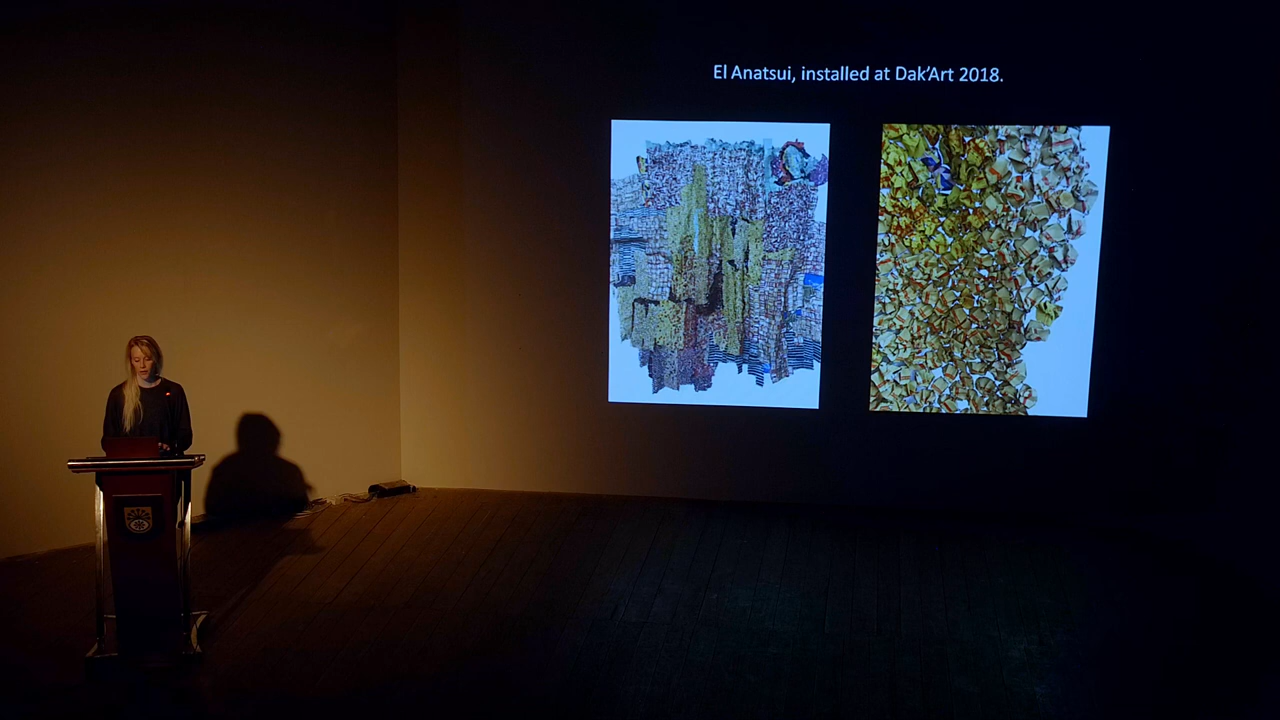 El Anatsui, installed at Dak’Art 2018.